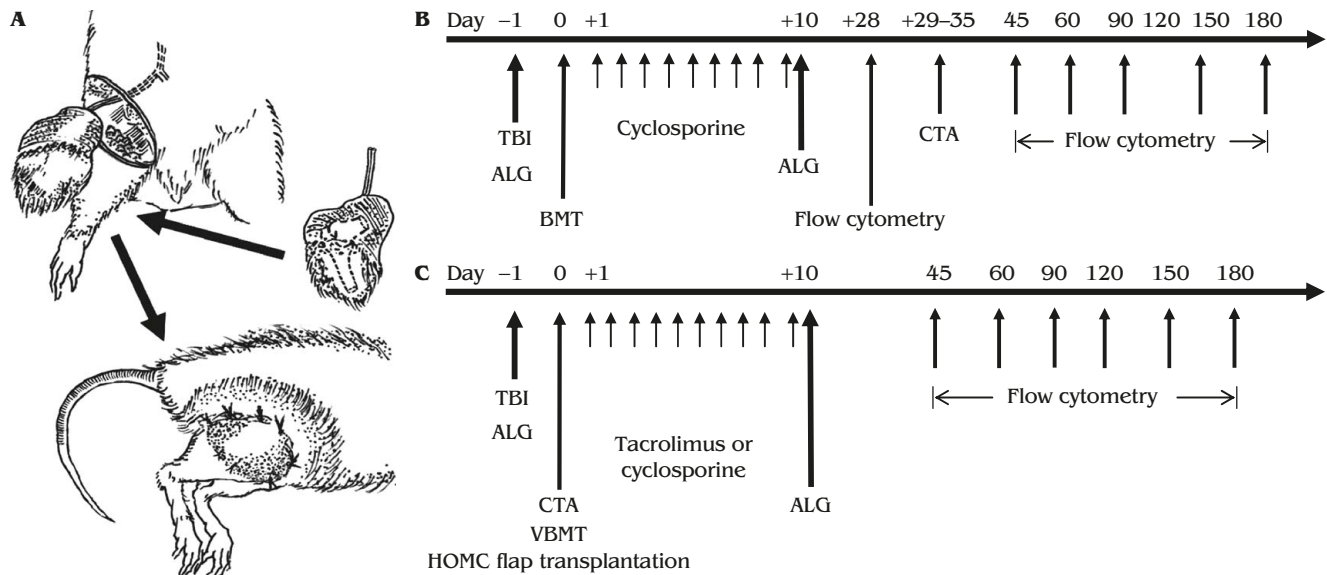 A
B Day –1 0 +1 +10 +28 +29–35 45 60 90 120 150 180
TBI
ALG
Cyclosporine
ALG
CTA
Flow cytometry
BMT
Flow cytometry
C Day –1 0 +1 +10 45 60 90 120 150 180
TBI
ALG
Flow cytometry
Tacrolimus or
cyclosporine
CTA
ALG
VBMT
HOMC flap transplantation